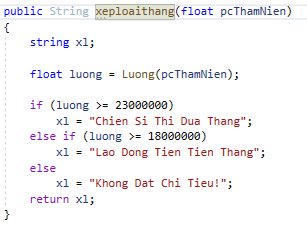 public String xeploaithang(float pcThamNien)
{
string xl;
float luong = Luong(pcThamNien);
if (luong >= 23000000)
xl = "Chien Si Thi Dua Thang";
else if (luong >= 18000000)
xl = "Lao Dong Tien Tien Thang";
else
xl = "Khong Dat Chi Tieu!";
return xl;
}